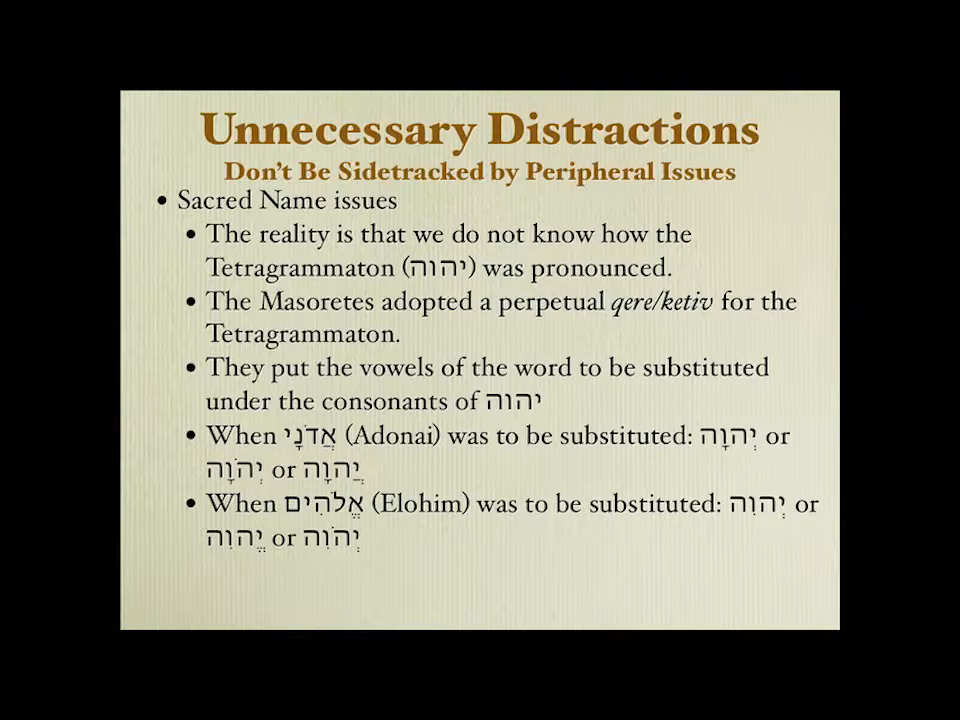 Unnecessary Distractions
Don't Be Sidetracked by Peripheral Issues
• Sacred Name issues
• The reality is that we do not know how the
Tetragrammaton (יהוה) was pronounced.
• The Masoretes adopted a perpetual qere/ketiv for the
Tetragrammaton.
• They put the vowels of the word to be substituted
under the consonants of יהוה
• When אֲדֹנָי (Adonai) was to be substituted: יְהוָה or
יְהֹוָה or יֲהוָה
• When אֱלֹהִים (Elohim) was to be substituted: יְהוִה or
יֱהוִה or יְהֹוִה